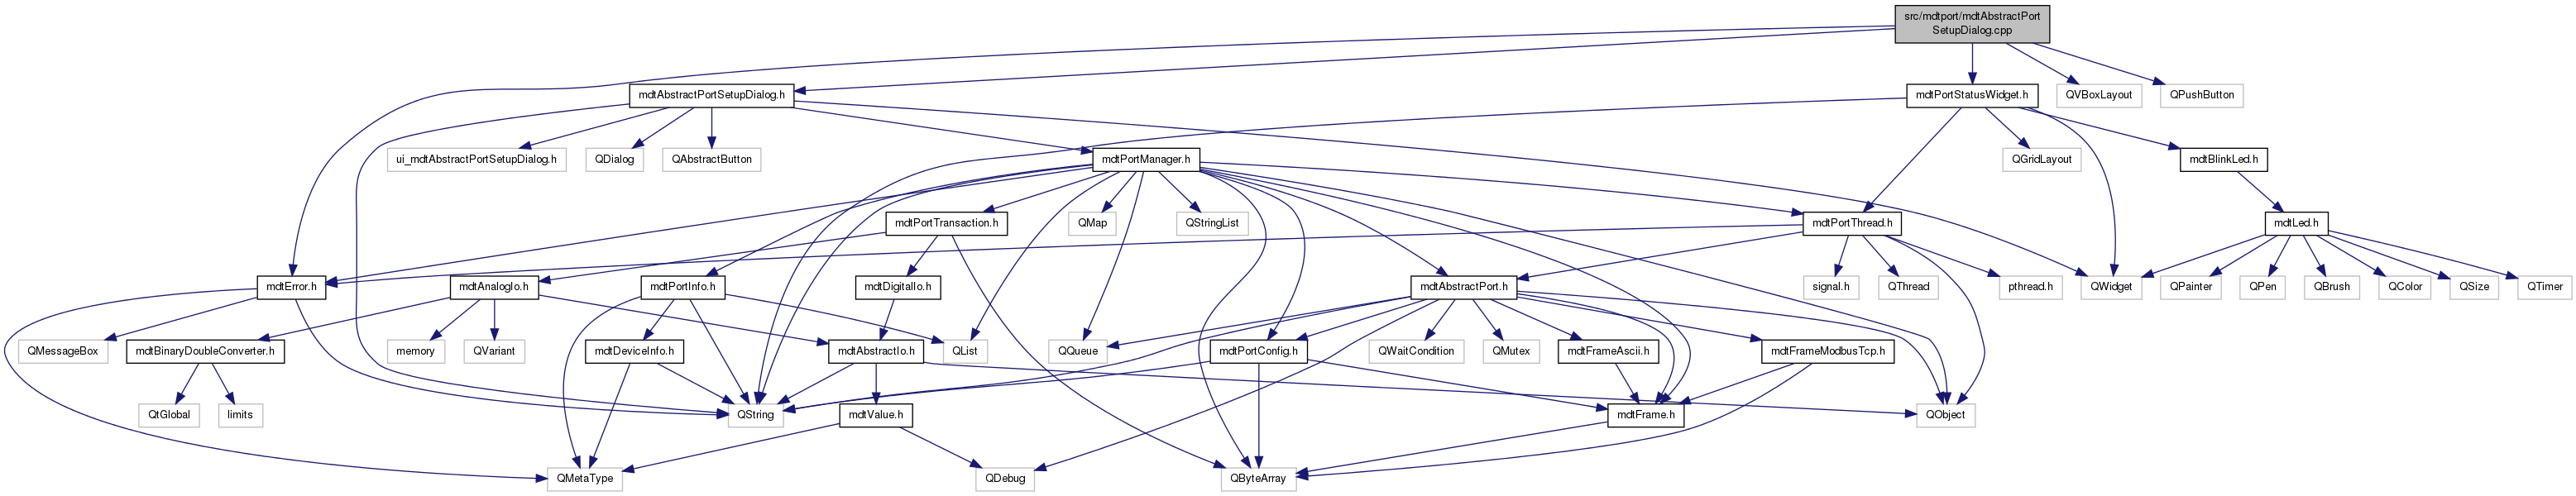 src/mdtport/mdtAbstractPort
SetupDialog.cpp
mdtAbstractPortSetupDialog.h
mdtPortStatusWidget.h
QVBoxLayout
QPushButton
ui_mdtAbstractPortSetupDialog.h
QDialog
QAbstractButton
mdtPortManager.h
QGridLayout
mdtBlinkLed.h
mdtPortTransaction.h
QMap
QStringList
mdtPortThread.h
mdtLed.h
mdtError.h
mdtAnalogIo.h
mdtPortInfo.h
mdtDigitalIo.h
mdtAbstractPort.h
signal.h
QThread
pthread.h
QWidget
QPainter
QPen
QBrush
QColor
QSize
QTimer
QMessageBox
mdtBinaryDoubleConverter.h
memory
QVariant
mdtDeviceInfo.h
mdtAbstractIo.h
QList
QQueue
mdtPortConfig.h
QWaitCondition
QMutex
mdtFrameAscii.h
mdtFrameModbusTcp.h
QtGlobal
limits
QString
mdtValue.h
mdtFrame.h
QObject
QMetaType
QDebug
QByteArray